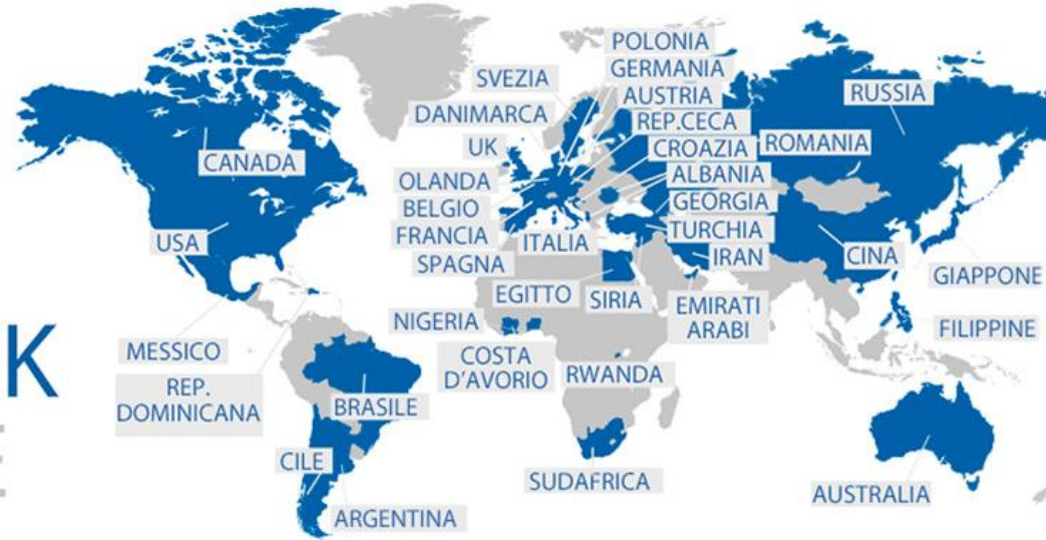 POLONIA
GERMANIA
AUSTRIA
REP.CECA
CROAZIA
ALBANIA
GEORGIA
TURCHIA
IRAN
SVEZIA
DANIMARCA
UK
OLANDA
BELGIO
FRANCIA
SPAGNA
ITALIA
ROMANIA
RUSSIA
CANADA
USA
MESSICO
REP.
DOMINICANA
BRASILE
CILE
ARGENTINA
EGITTO
SIRIA
EMIRATI
ARABI
NIGERIA
COSTA
D'AVORIO
RWANDA
SUDAFRICA
CINA
GIAPPONE
FILIPPINE
AUSTRALIA
K